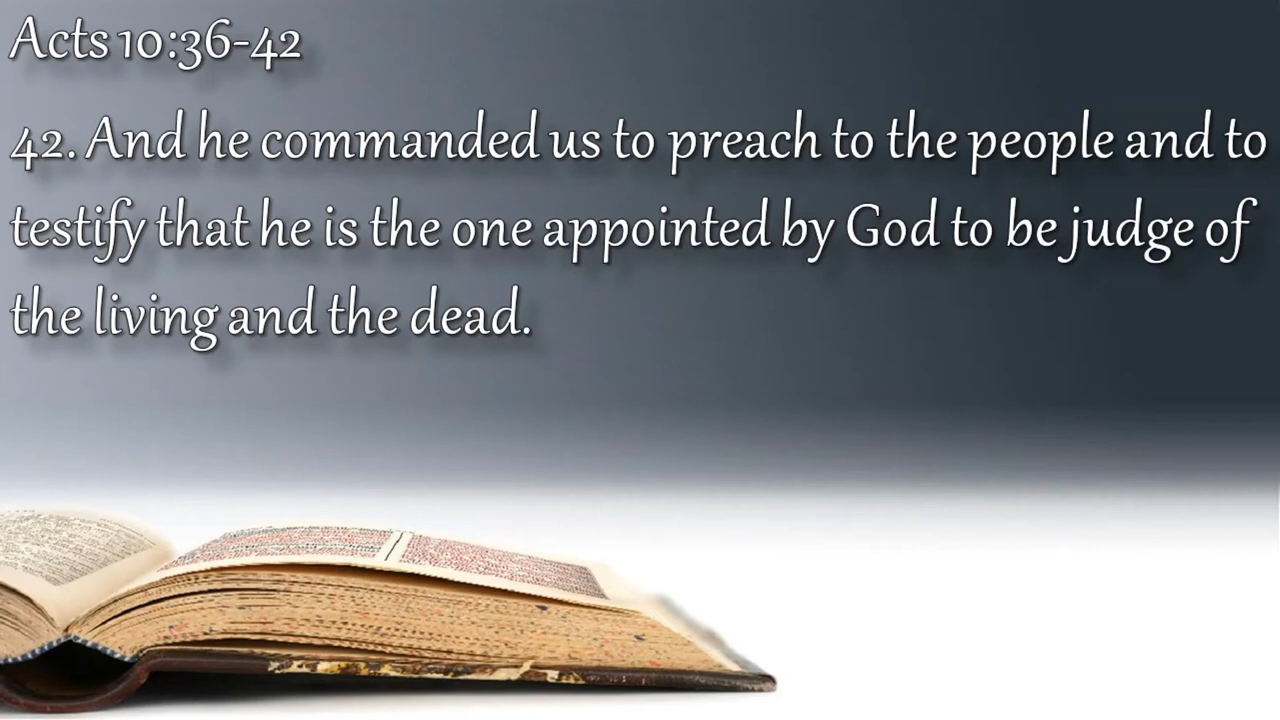 Acts 10:36-42
42. And he commanded us to preach to the people and to
testify that he is the one appointed by God to be judge of
the living and the dead.